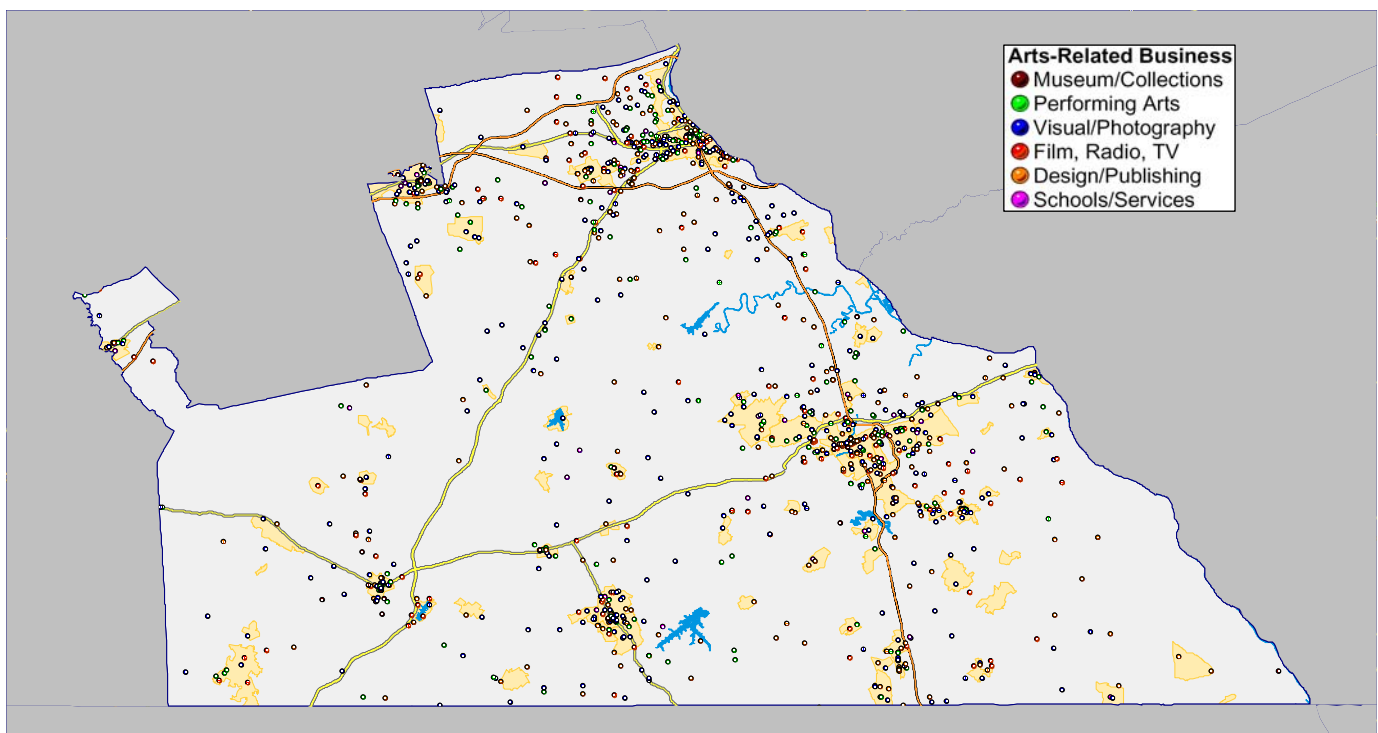 Arts-Related Business
Museum/Collections
Performing Arts
Visual/Photography
Film, Radio, TV
Design/Publishing
Schools/Services